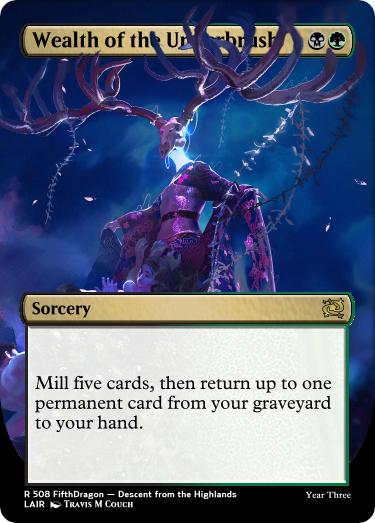 Wealth of the Underbrush
Sorcery
Mill five cards, then return up to one
permanent card from your graveyard
to your hand.
R 508 FifthDragon — Descent from the Highlands
LAIR Travis M Couch
Year Three